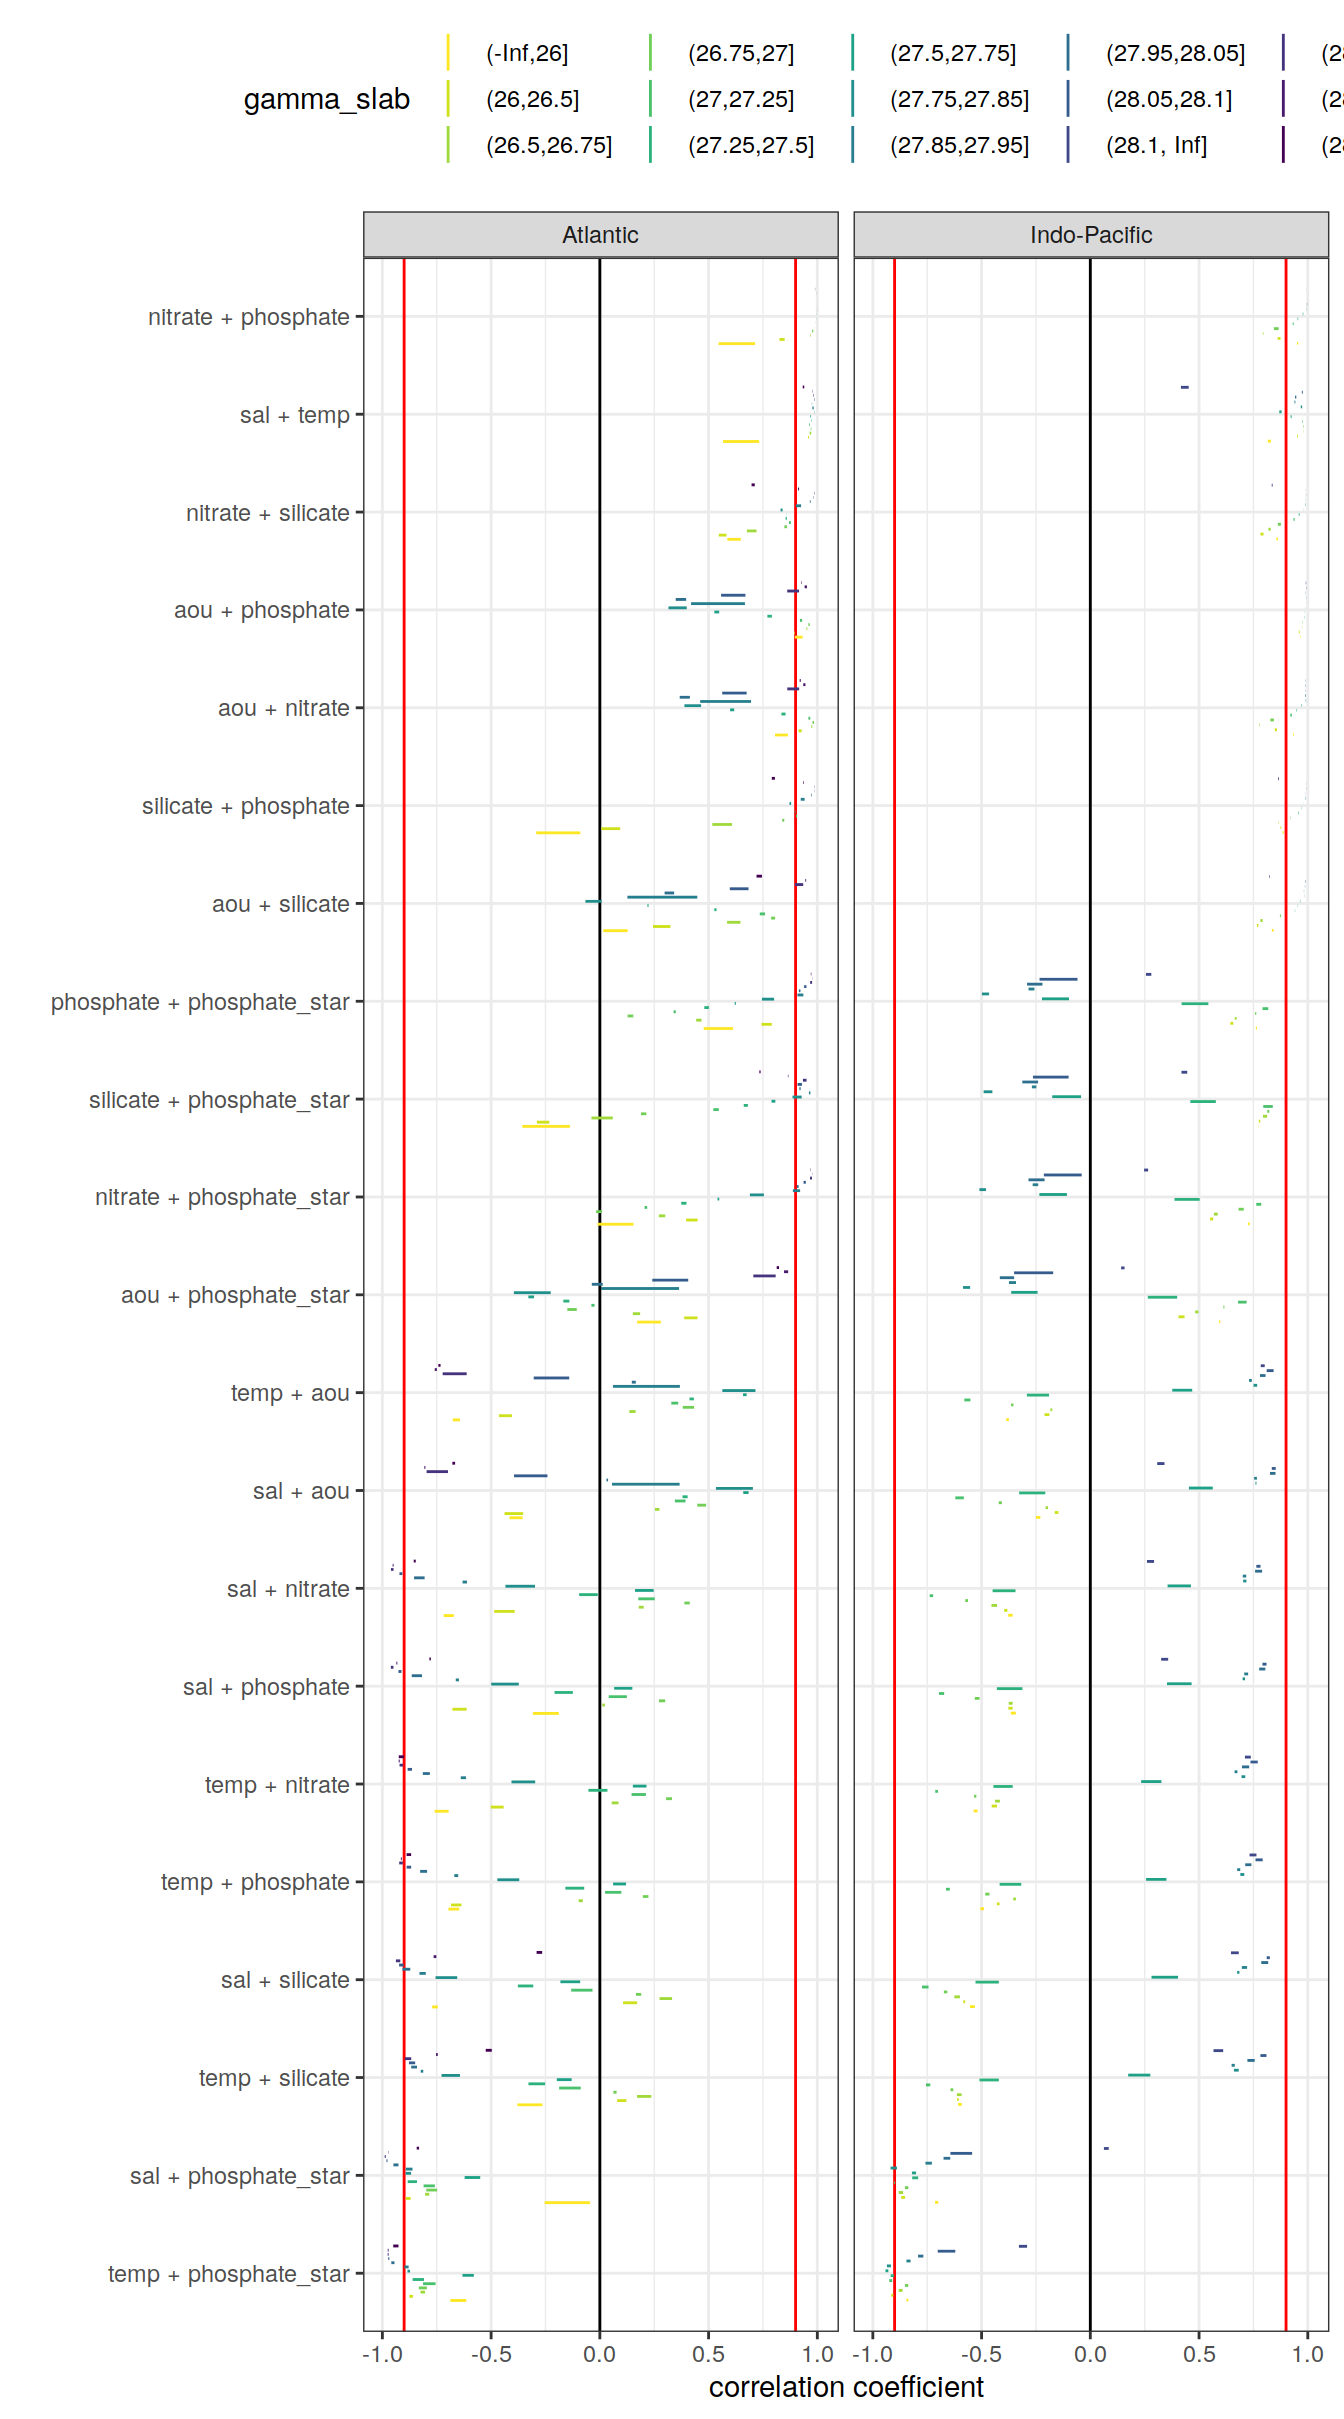 gamma_slab
(-Inf,26] (26.75,27] (27.5,27.75] (27.95,28.05]
(26,26.5] (27,27.25] (27.75,27.85] (28.05,28.1]
(26.5,26.75] (27.25,27.5] (27.85,27.95] (28.1, Inf]
Atlantic Indo-Pacific
nitrate + phosphate
sal + temp
nitrate + silicate
aou + phosphate
aou + nitrate
silicate + phosphate
aou + silicate
phosphate + phosphate_star
silicate + phosphate_star
nitrate + phosphate_star
aou + phosphate_star
temp + aou
sal + aou
sal + nitrate
sal + phosphate
temp + nitrate
temp + phosphate
sal + silicate
temp + silicate
sal + phosphate_star
temp + phosphate_star
-1.0 -0.5 0.0 0.5 1.0 -1.0 -0.5 0.0 0.5 1.0
correlation coefficient